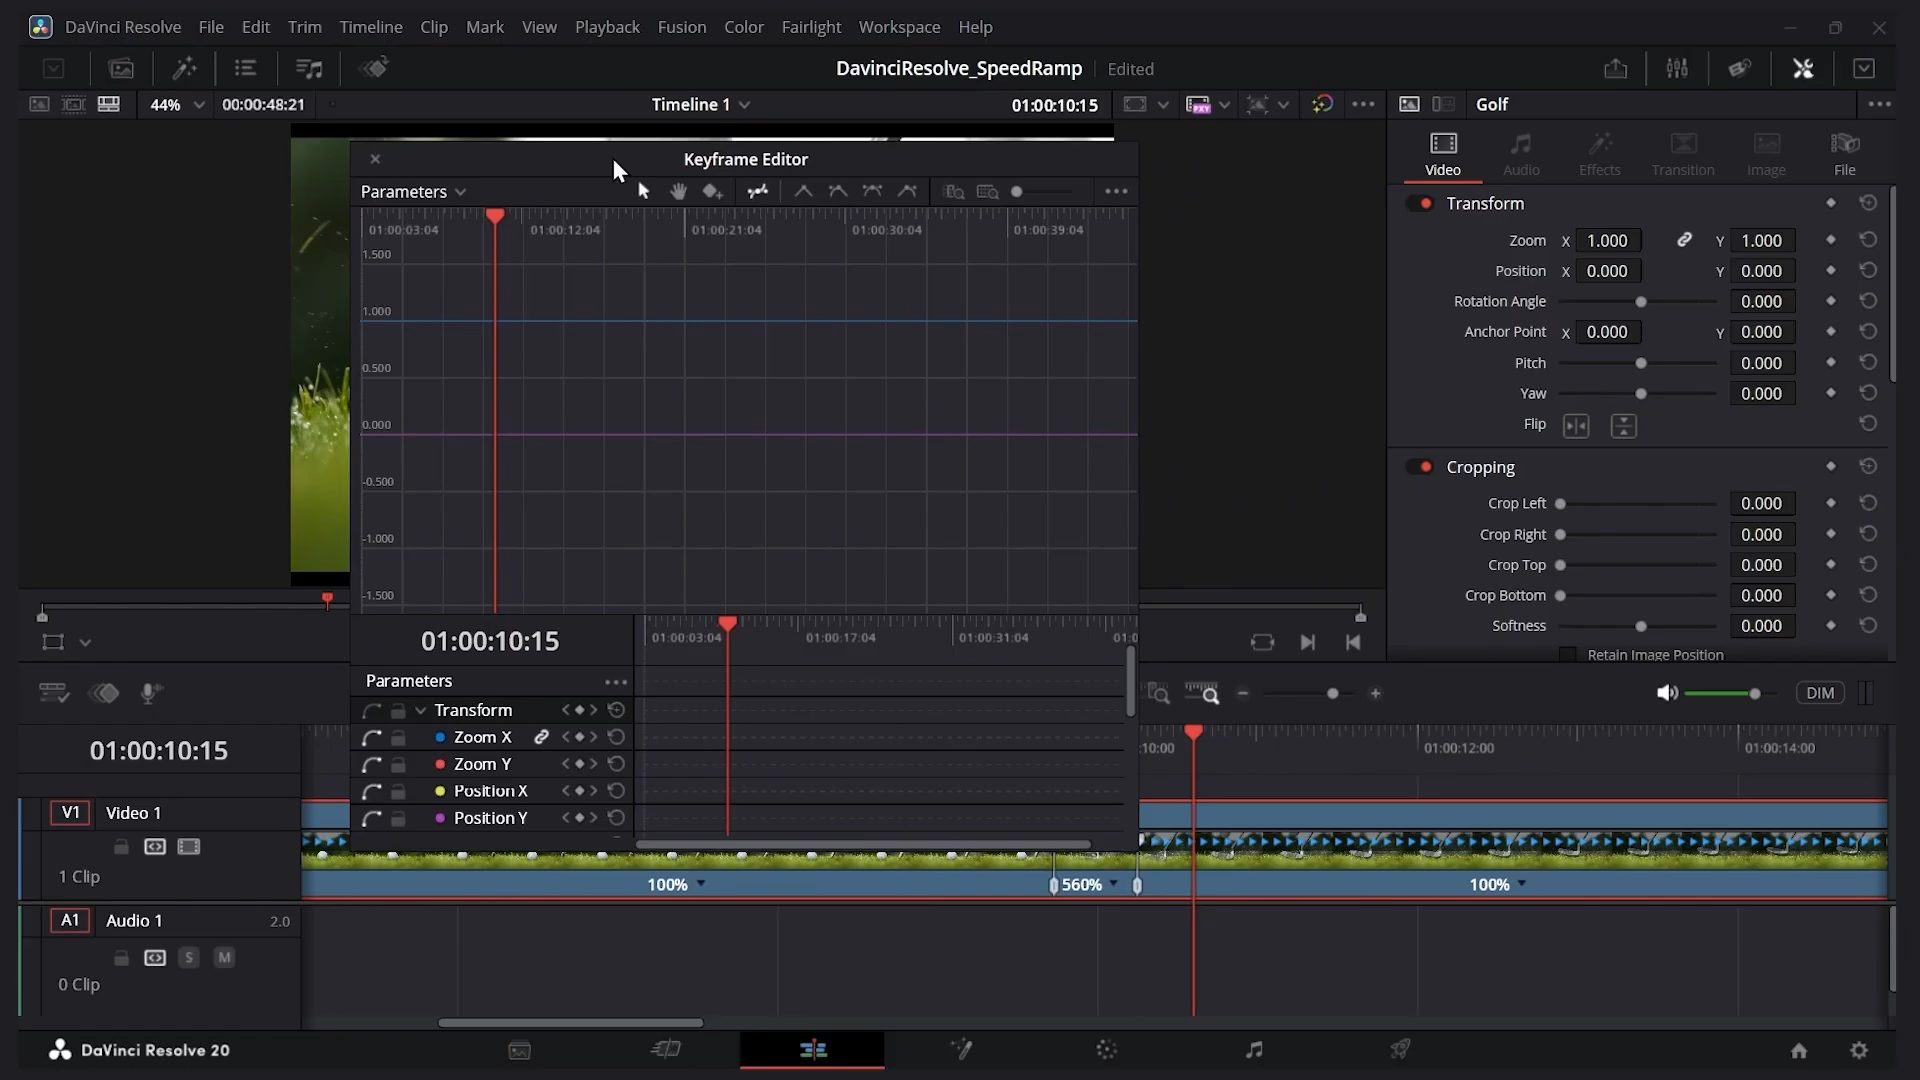 DaVinci Resolve File Edit Trim Timeline Clip Mark View Playback Fusion Color Fairlight Workspace Help
DavinciResolve_SpeedRamp Edited
44% 00:00:48:21 Timeline 1 01:00:10:15 PXY Golf
Keyframe Editor
Parameters
01:00:03:04 01:00:12:04 01:00:21:04 01:00:30:04 01:00:39:04
1.500
1.000
0.500
0.000
-0.500
-1.000
-1.500
01:00:10:15
01:00:03:04 01:00:17:04 01:00:31:04 01:0
Parameters
Transform
Zoom X
Zoom Y
Position X
Position Y
Video Audio Effects Transition Image File
Transform
Zoom X 1.000 Y 1.000
Position X 0.000 Y 0.000
Rotation Angle 0.000
Anchor Point X 0.000 Y 0.000
Pitch 0.000
Yaw 0.000
Flip
Cropping
Crop Left 0.000
Crop Right 0.000
Crop Top 0.000
Crop Bottom 0.000
Softness 0.000
Retain Image Position
DIM
01:00:10:15
:10:00 01:00:12:00 01:00:14:00
V1 Video 1
1 Clip
100% 560% 100%
A1 Audio 1 2.0
S M
0 Clip
DaVinci Resolve 20